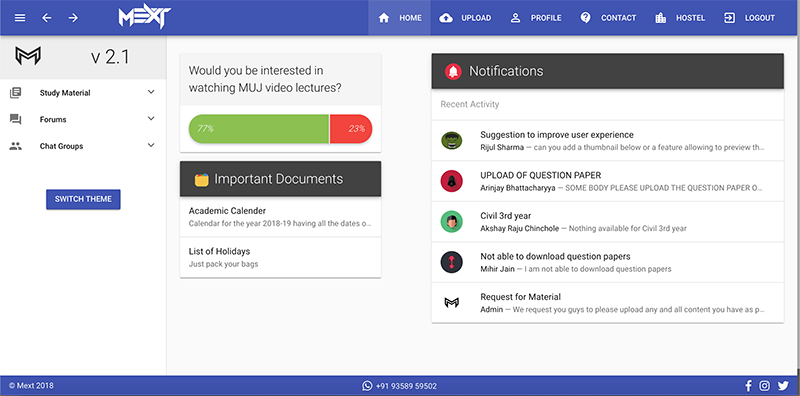 MEXT
HOME
UPLOAD
PROFILE
CONTACT
HOSTEL
LOGOUT
v 2.1
Study Material
Forums
Chat Groups
SWITCH THEME
Would you be interested in
watching MUJ video lectures?
77%
23%
Important Documents
Academic Calender
Calendar for the year 2018-19 having all the dates o...
List of Holidays
Just pack your bags
Notifications
Recent Activity
Suggestion to improve user experience
Rijul Sharma — can you add a thumbnail below or a feature allowing to preview th...
UPLOAD OF QUESTION PAPER
Arinjay Bhattacharyya — SOME BODY PLEASE UPLOAD THE QUESTION PAPER O...
Civil 3rd year
Akshay Raju Chinchole — Nothing available for Civil 3rd year
Not able to download question papers
Mihir Jain — I am not able to download question papers
Request for Material
Admin — We request you guys to please upload any and all content you have as p...
© Mext 2018
+91 93589 59502